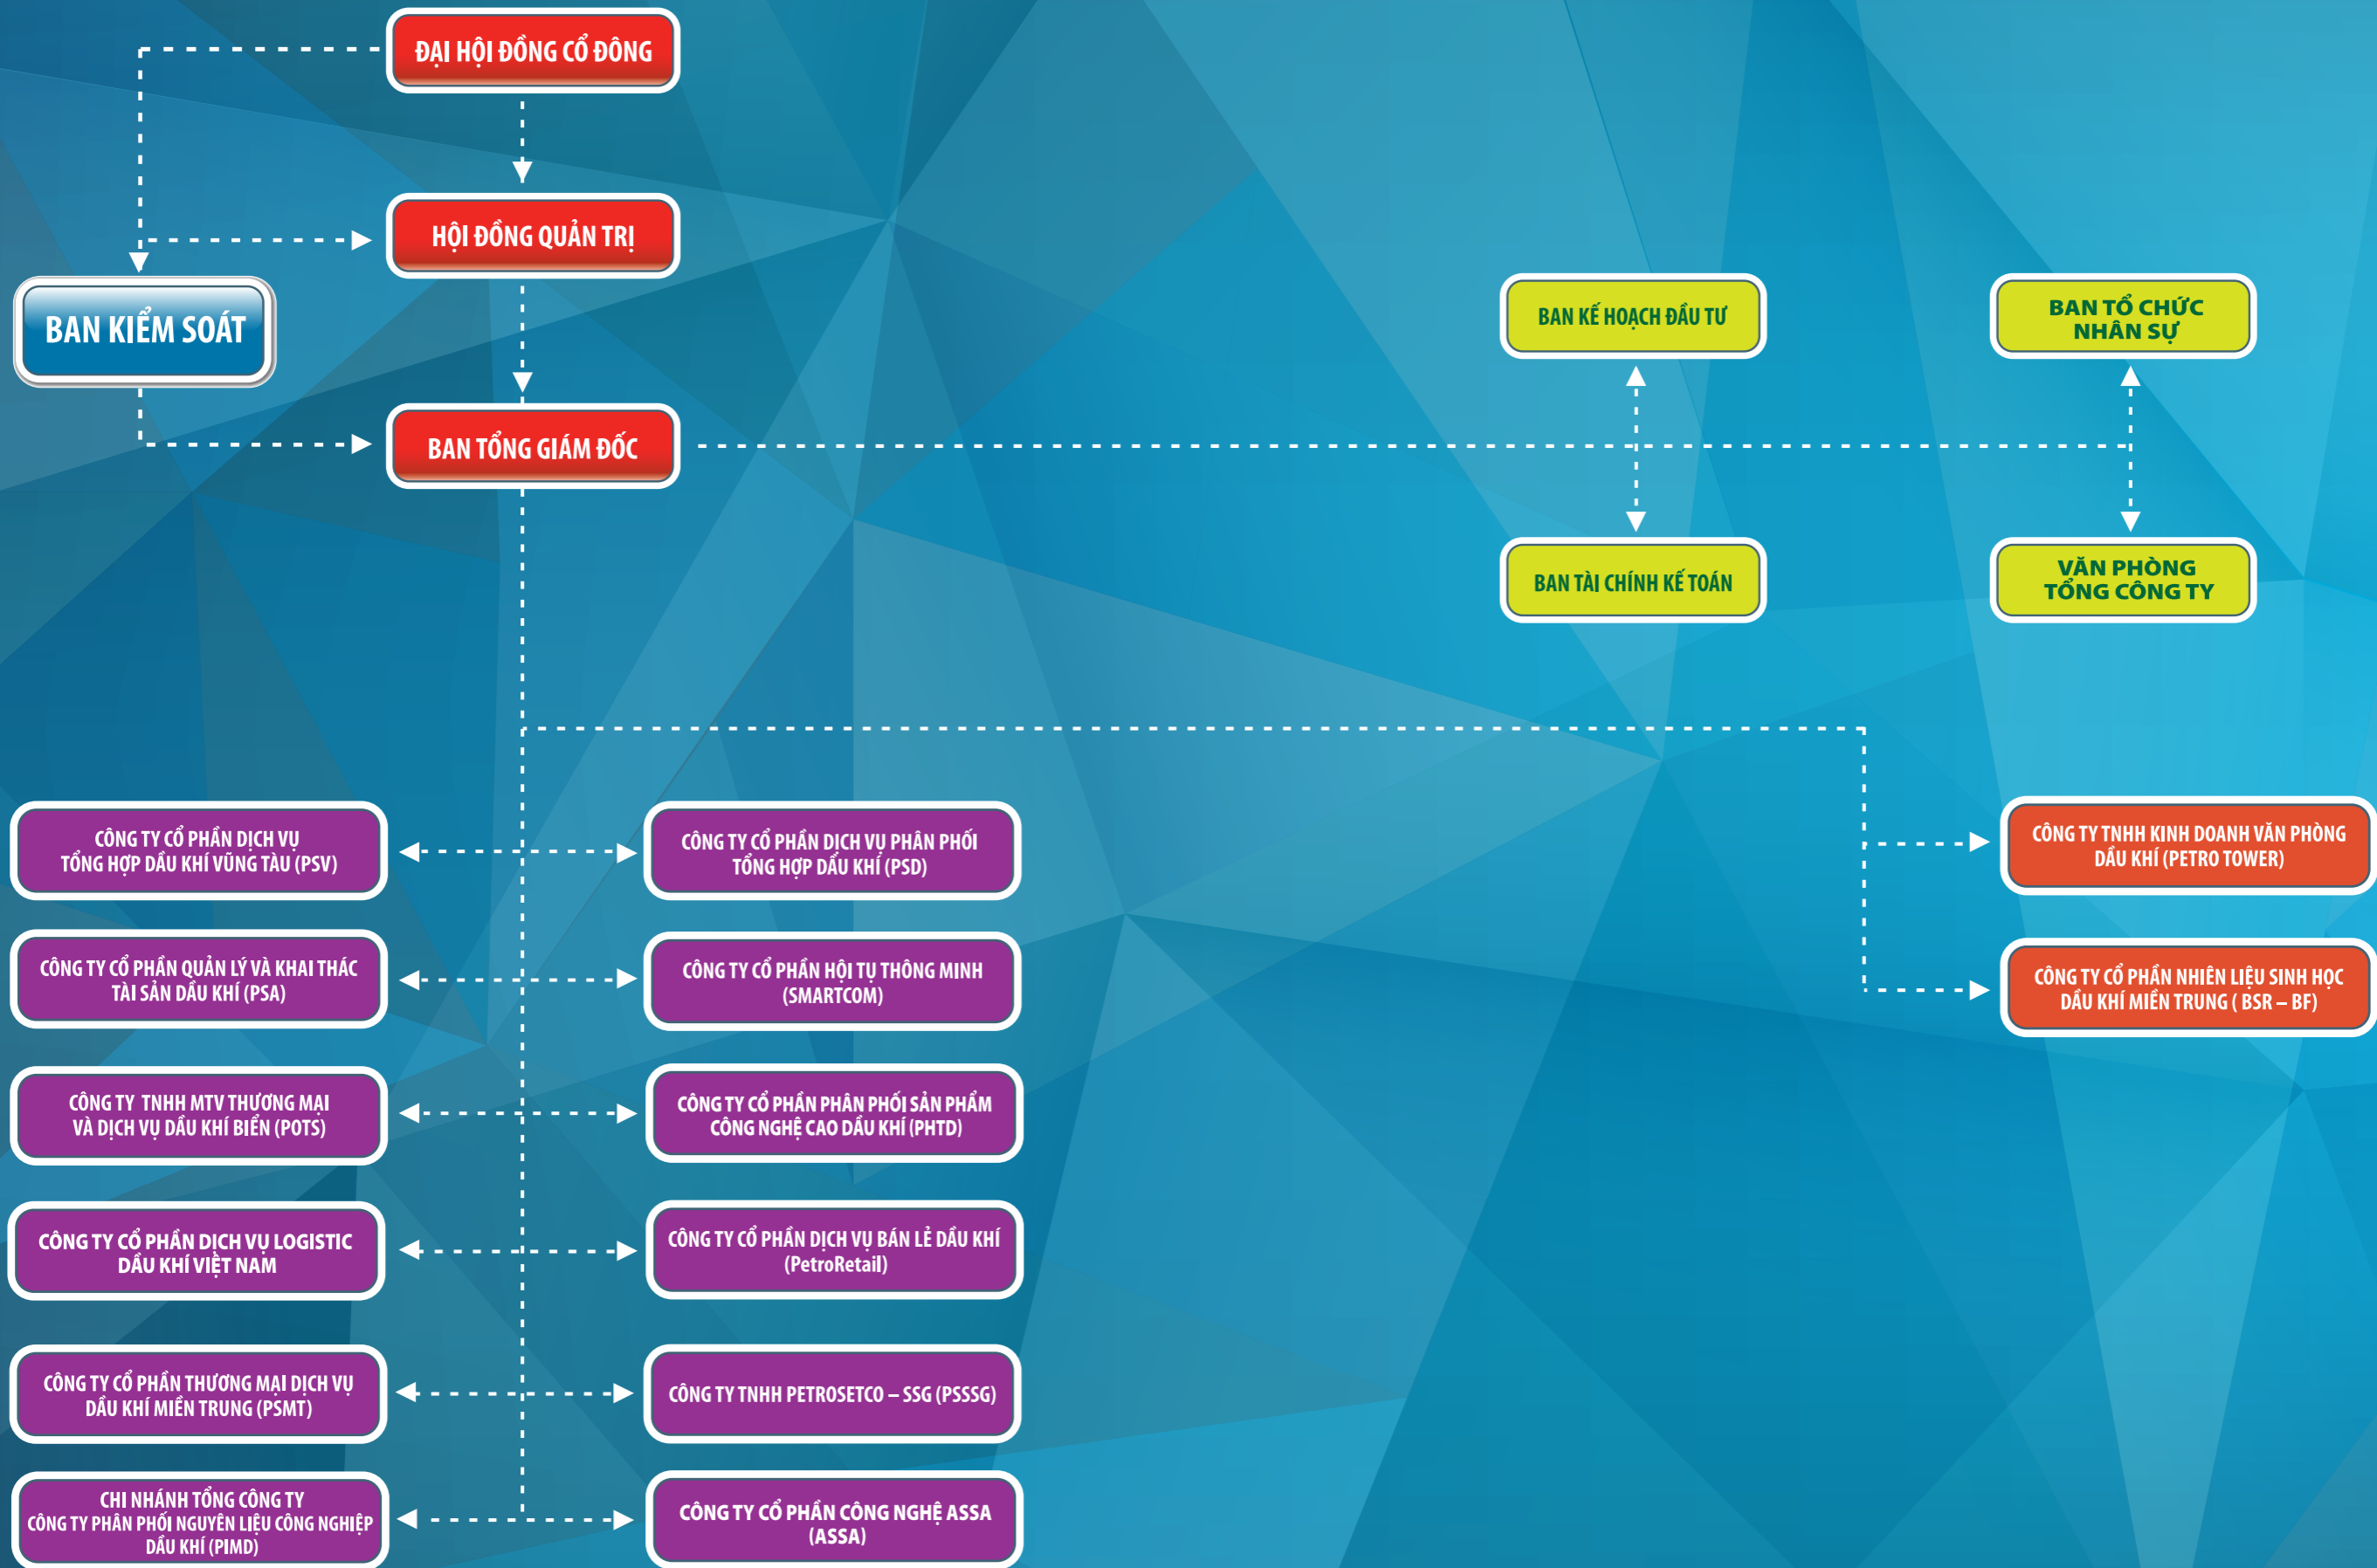 ĐẠI HỘI ĐỒNG CỔ ĐÔNG
HỘI ĐỒNG QUẢN TRỊ
BAN KIỂM SOÁT
BAN TỔNG GIÁM ĐỐC
BAN KẾ HOẠCH ĐẦU TƯ
BAN TỔ CHỨC
NHÂN SỰ
BAN TÀI CHÍNH KẾ TOÁN
VĂN PHÒNG
TỔNG CÔNG TY
CÔNG TY CỔ PHẦN DỊCH VỤ
TỔNG HỢP DẦU KHÍ VŨNG TÀU (PSV)
CÔNG TY CỔ PHẦN DỊCH VỤ PHÂN PHỐI
TỔNG HỢP DẦU KHÍ (PSD)
CÔNG TY TNHH KINH DOANH VĂN PHÒNG
DẦU KHÍ (PETRO TOWER)
CÔNG TY CỔ PHẦN QUẢN LÝ VÀ KHAI THÁC
TÀI SẢN DẦU KHÍ (PSA)
CÔNG TY CỔ PHẦN HỘI TỤ THÔNG MINH
(SMARTCOM)
CÔNG TY CỔ PHẦN NHIÊN LIỆU SINH HỌC
DẦU KHÍ MIỀN TRUNG ( BSR – BF)
CÔNG TY TNHH MTV THƯƠNG MẠI
VÀ DỊCH VỤ DẦU KHÍ BIỂN (POTS)
CÔNG TY CỔ PHẦN PHÂN PHỐI SẢN PHẨM
CÔNG NGHỆ CAO DẦU KHÍ (PHTD)
CÔNG TY CỔ PHẦN DỊCH VỤ LOGISTIC
DẦU KHÍ VIỆT NAM
CÔNG TY CỔ PHẦN DỊCH VỤ BÁN LẺ DẦU KHÍ
(PetroRetail)
CÔNG TY CỔ PHẦN THƯƠNG MẠI DỊCH VỤ
DẦU KHÍ MIỀN TRUNG (PSMT)
CÔNG TY TNHH PETROSETCO – SSG (PSSSG)
CHI NHÁNH TỔNG CÔNG TY
CÔNG TY PHÂN PHỐI NGUYÊN LIỆU CÔNG NGHIỆP
DẦU KHÍ (PIMD)
CÔNG TY CỔ PHẦN CÔNG NGHỆ ASSA
(ASSA)